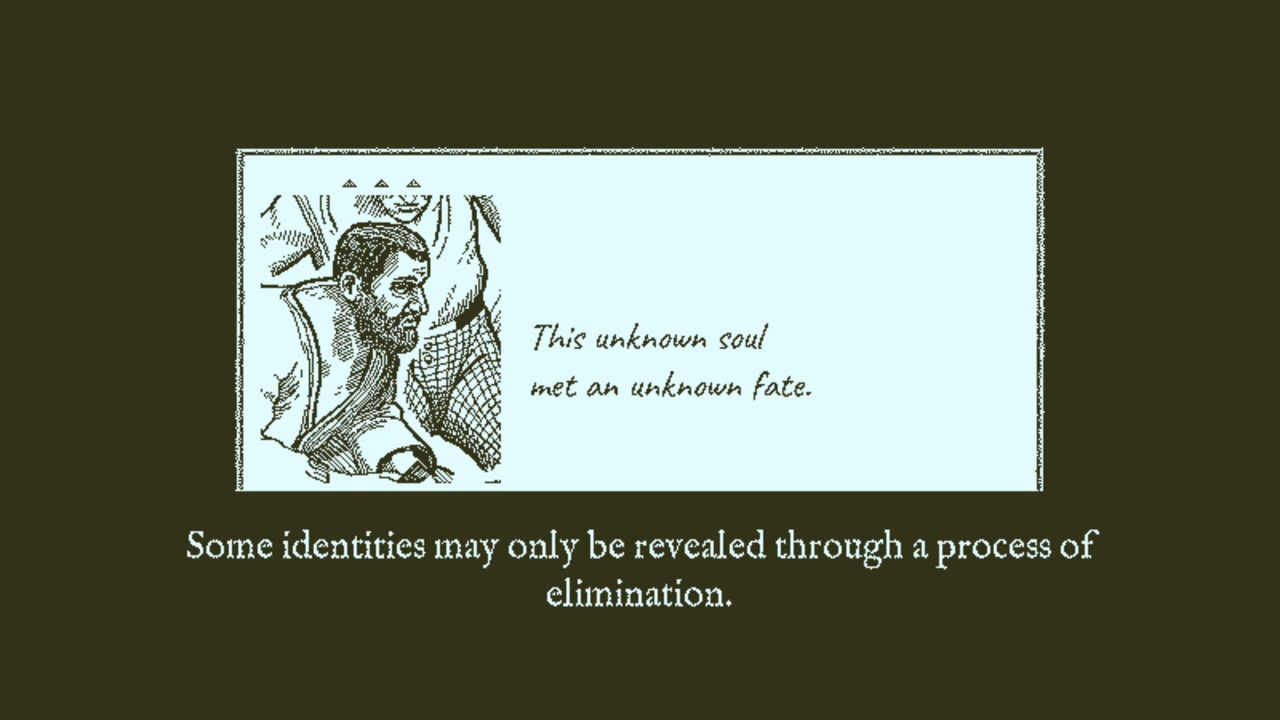 This unknown soul
met an unknown fate.
Some identities may only be revealed through a process of
elimination.